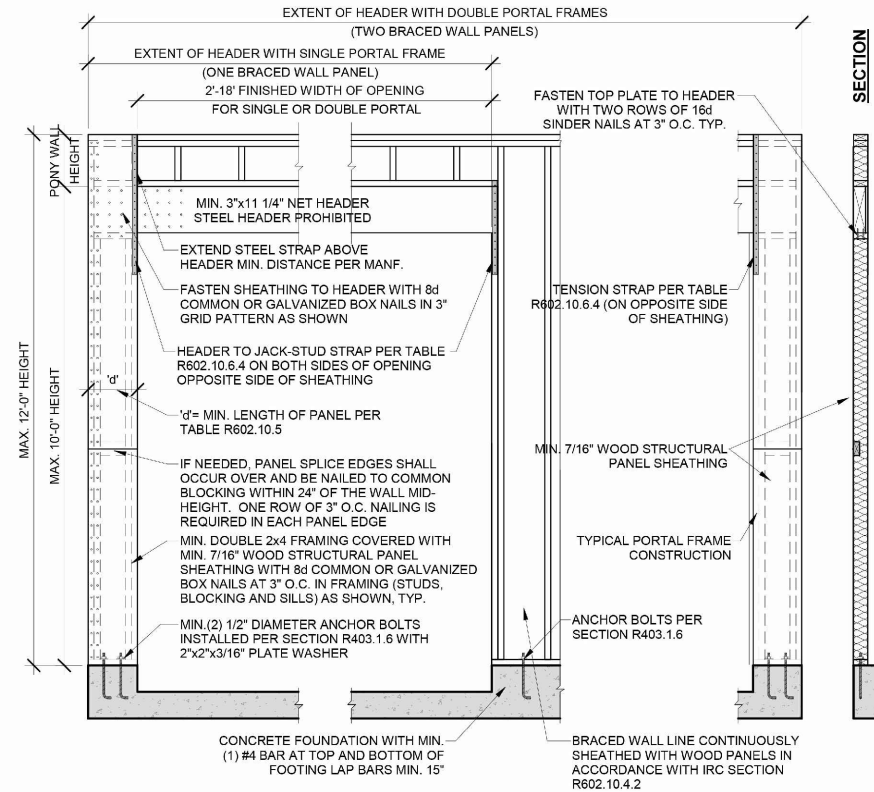 EXTENT OF HEADER WITH DOUBLE PORTAL FRAMES
(TWO BRACED WALL PANELS)
EXTENT OF HEADER WITH SINGLE PORTAL FRAME
(ONE BRACED WALL PANEL)
2'-18' FINISHED WIDTH OF OPENING
FOR SINGLE OR DOUBLE PORTAL
SECTION
FASTEN TOP PLATE TO HEADER
WITH TWO ROWS OF 16d
SINDER NAILS AT 3" O.C. TYP.
PONY WALL
HEIGHT
MIN. 3"x11 1/4" NET HEADER
STEEL HEADER PROHIBITED
EXTEND STEEL STRAP ABOVE
HEADER MIN. DISTANCE PER MANF.
FASTEN SHEATHING TO HEADER WITH 8d
COMMON OR GALVANIZED BOX NAILS IN 3"
GRID PATTERN AS SHOWN
TENSION STRAP PER TABLE
R602.10.6.4 (ON OPPOSITE SIDE
OF SHEATHING)
HEADER TO JACK-STUD STRAP PER TABLE
R602.10.6.4 ON BOTH SIDES OF OPENING
OPPOSITE SIDE OF SHEATHING
MAX. 12'-0" HEIGHT
MAX. 10'-0" HEIGHT
'd'
'd'= MIN. LENGTH OF PANEL PER
TABLE R602.10.5
MIN. 7/16" WOOD STRUCTURAL
PANEL SHEATHING
IF NEEDED, PANEL SPLICE EDGES SHALL
OCCUR OVER AND BE NAILED TO COMMON
BLOCKING WITHIN 24" OF THE WALL MID-
HEIGHT. ONE ROW OF 3" O.C. NAILING IS
REQUIRED IN EACH PANEL EDGE
MIN. DOUBLE 2x4 FRAMING COVERED WITH
MIN. 7/16" WOOD STRUCTURAL PANEL
SHEATHING WITH 8d COMMON OR GALVANIZED
BOX NAILS AT 3" O.C. IN FRAMING (STUDS,
BLOCKING AND SILLS) AS SHOWN, TYP.
TYPICAL PORTAL FRAME
CONSTRUCTION
MIN.(2) 1/2" DIAMETER ANCHOR BOLTS
INSTALLED PER SECTION R403.1.6 WITH
2"x2"x3/16" PLATE WASHER
ANCHOR BOLTS PER
SECTION R403.1.6
CONCRETE FOUNDATION WITH MIN.
(1) #4 BAR AT TOP AND BOTTOM OF
FOOTING LAP BARS MIN. 15"
BRACED WALL LINE CONTINUOUSLY
SHEATHED WITH WOOD PANELS IN
ACCORDANCE WITH IRC SECTION
R602.10.4.2